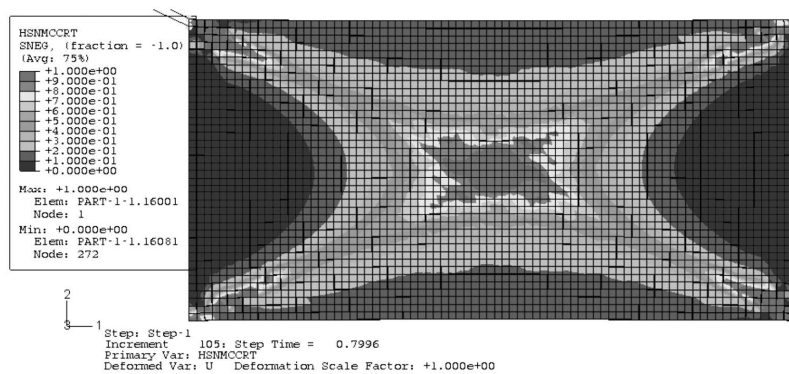 HSNMCCRT
SNEG, (fraction = -1.0)
(Avg: 75%)
+1.000e+00
+9.000e-01
+8.000e-01
+7.000e-01
+6.000e-01
+5.000e-01
+4.000e-01
+3.000e-01
+2.000e-01
+1.000e-01
+0.000e+00
Max: +1.000e+00
Elem: PART-1-1.16001
Node: 1
Min: +0.000e+00
Elem: PART-1-1.16081
Node: 272
2
3 1
Step: Step-1
Increment 105: Step Time = 0.7996
Primary Var: HSNMCCRT
Deformed Var: U Deformation Scale Factor: +1.000e+00